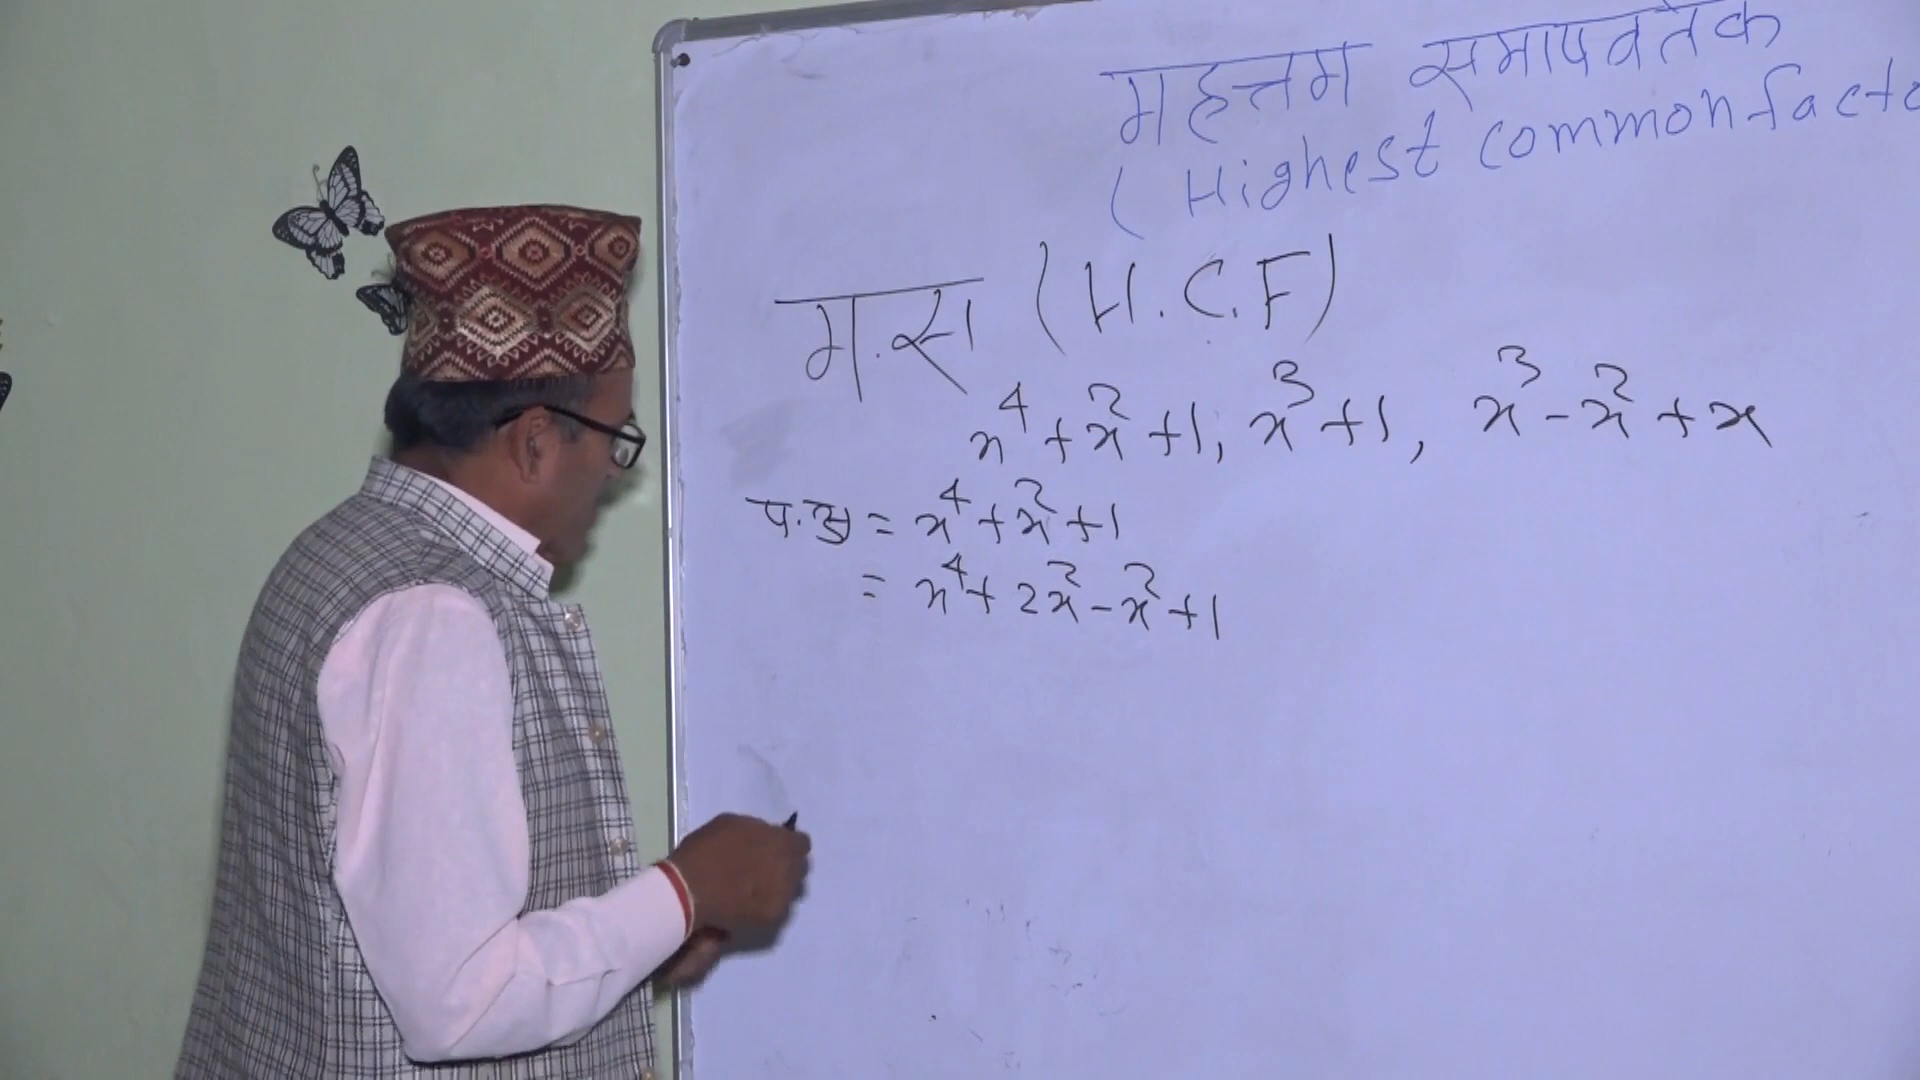 महत्तम समापवर्तक
(Highest common facto
म.स (H.C.F)
x⁴+x²+1, x³+1, x³-x²+x
प.अ = x⁴+x²+1
= x⁴+2x²-x²+1